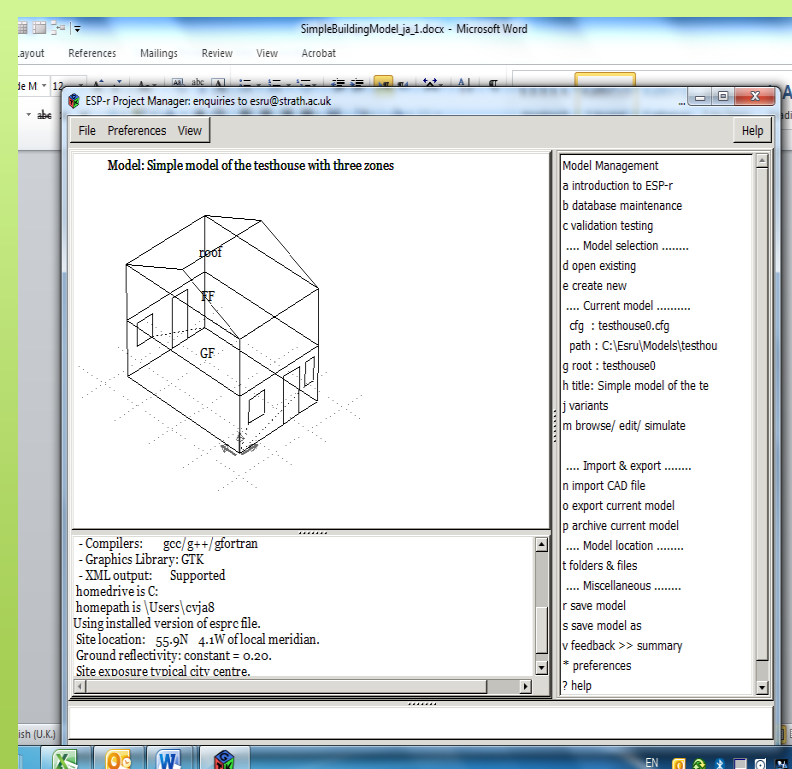 SimpleBuildingModel_ja_1.docx - Microsoft Word
ayout References Mailings Review View Acrobat
de M 12
abc
ESP-r Project Manager: enquiries to esru@strath.ac.uk
File Preferences View Help
Model: Simple model of the testhouse with three zones
roof
FF
GF
Model Management
a introduction to ESP-r
b database maintenance
c validation testing
.... Model selection ........
d open existing
e create new
.... Current model ..........
cfg : testhouse0.cfg
path : C:\Esru\Models\testhou
g root : testhouse0
h title: Simple model of the te
j variants
m browse/ edit/ simulate
.... Import & export ........
n import CAD file
o export current model
p archive current model
.... Model location ........
t folders & files
.... Miscellaneous ........
r save model
s save model as
v feedback >> summary
* preferences
? help
- Compilers: gcc/g++/gfortran
- Graphics Library: GTK
- XML output: Supported
homedrive is C:
homepath is \Users\cvja8
Using installed version of esprc file.
Site location: 55.9N 4.1W of local meridian.
Ground reflectivity: constant = 0.20.
Site exposure typical city centre.
ish (U.K.)
EN